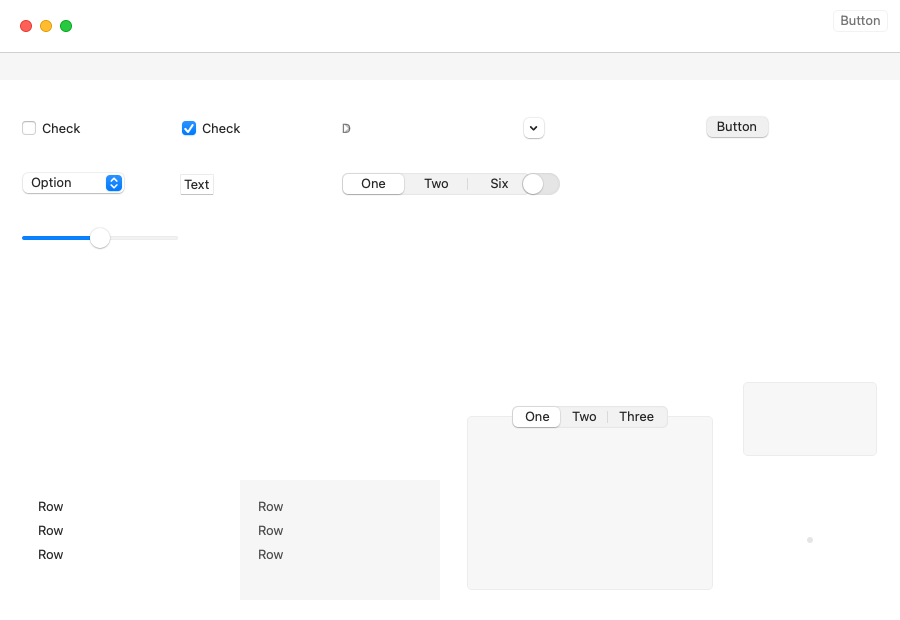 Button
Check
Check
D
Button
Option
Text
One Two Six
One Two Three
Row
Row
Row
Row
Row
Row